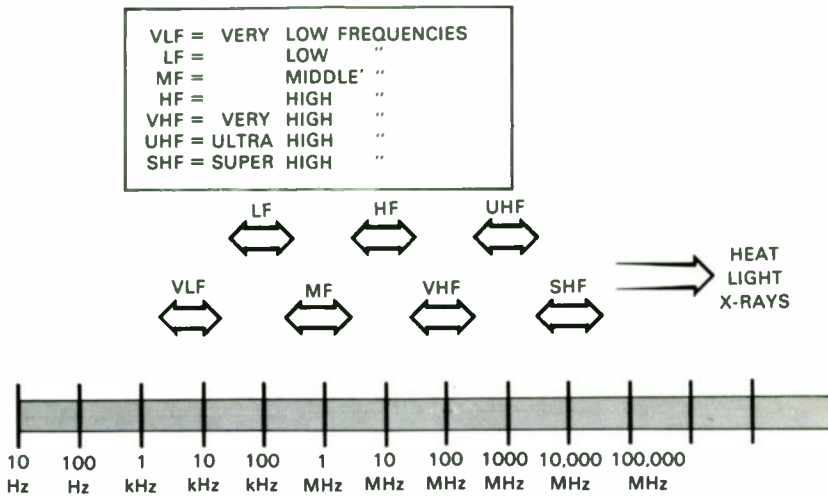 VLF = VERY LOW FREQUENCIES
LF = LOW "
MF = MIDDLE' "
HF = HIGH "
VHF = VERY HIGH "
UHF = ULTRA HIGH "
SHF = SUPER HIGH "
LF HF UHF
HEAT
LIGHT
X-RAYS
VLF MF VHF SHF
10 100 1 10 100 1 10 100 1000 10,000 100,000
Hz Hz kHz kHz kHz MHz MHz MHz MHz MHz MHz